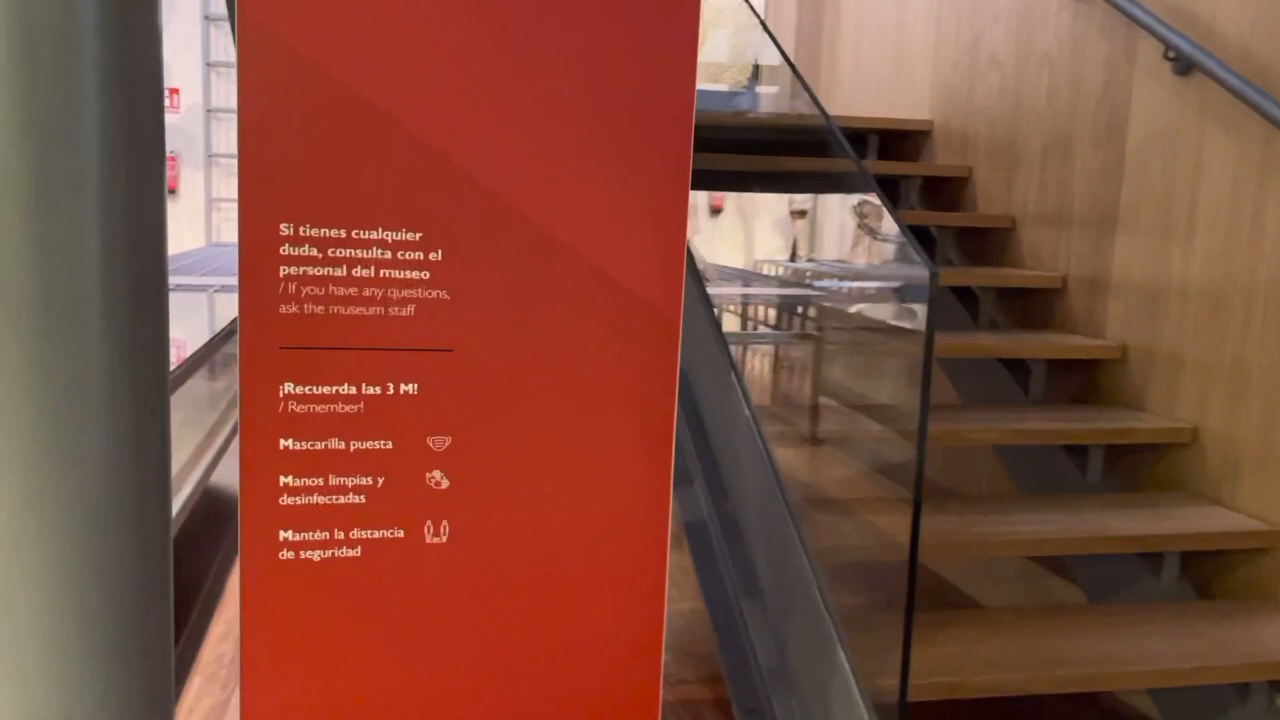 Si tienes cualquier
duda, consulta con el
personal del museo
/ If you have any questions,
ask the museum staff
¡Recuerda las 3 M!
/ Remember!
Mascarilla puesta
Manos limpias y
desinfectadas
Mantén la distancia
de seguridad